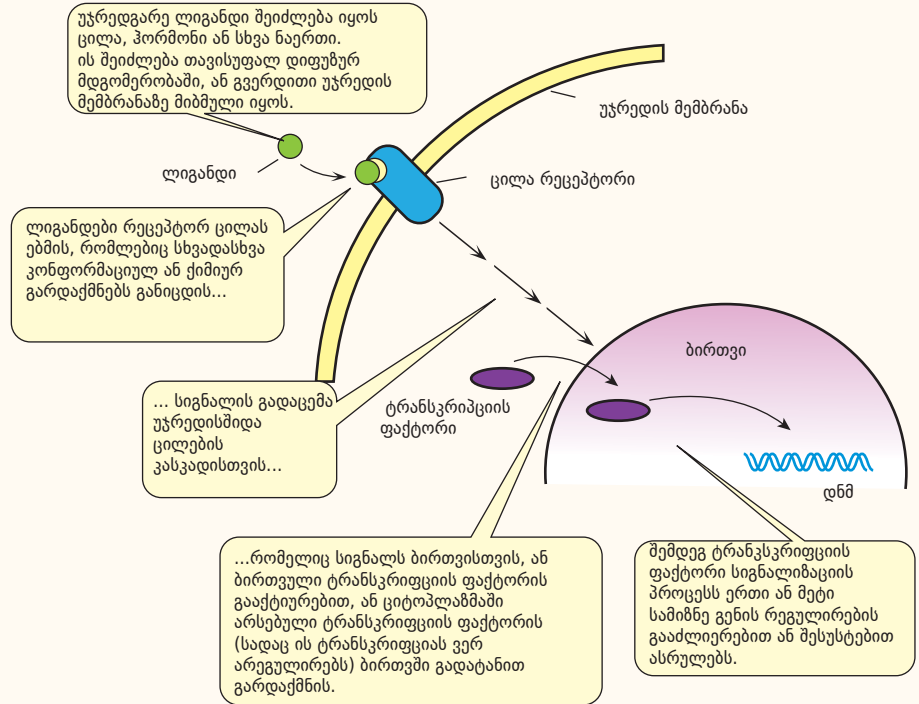 უჯრედგარე ლიგანდი შეიძლება იყოს
ცილა, ჰორმონი ან სხვა ნაერთი.
ის შეიძლება თავისუფალ დიფუზურ
მდგომერობაში, ან გვერდითი უჯრედის
მემბრანაზე მიბმული იყოს.
უჯრედის მემბრანა
ლიგანდი
ცილა რეცეპტორი
ლიგანდები რეცეპტორ ცილას
ებმის, რომლებიც სხვადასხვა
კონფორმაციულ ან ქიმიურ
გარდაქმნებს განიცდის...
ბირთვი
... სიგნალის გადაცემა
უჯრედისშიდა
ცილების
კასკადისთვის...
ტრანსკრიპციის
ფაქტორი
დნმ
...რომელიც სიგნალს ბირთვისთვის, ან
ბირთვული ტრანსკრიფციის ფაქტორის
გააქტიურებით, ან ციტოპლაზმაში
არსებული ტრანსკრიფციის ფაქტორის
(სადაც ის ტრანსკრიფციას ვერ
არეგულირებს) ბირთვში გადატანით
გარდაქმნის.
შემდეგ ტრანკსკრიფციის
ფაქტორი სიგნალიზაციის
პროცესს ერთი ან მეტი
სამიზნე გენის რეგულირების
გააძლიერებით ან შესუსტებით
ასრულებს.